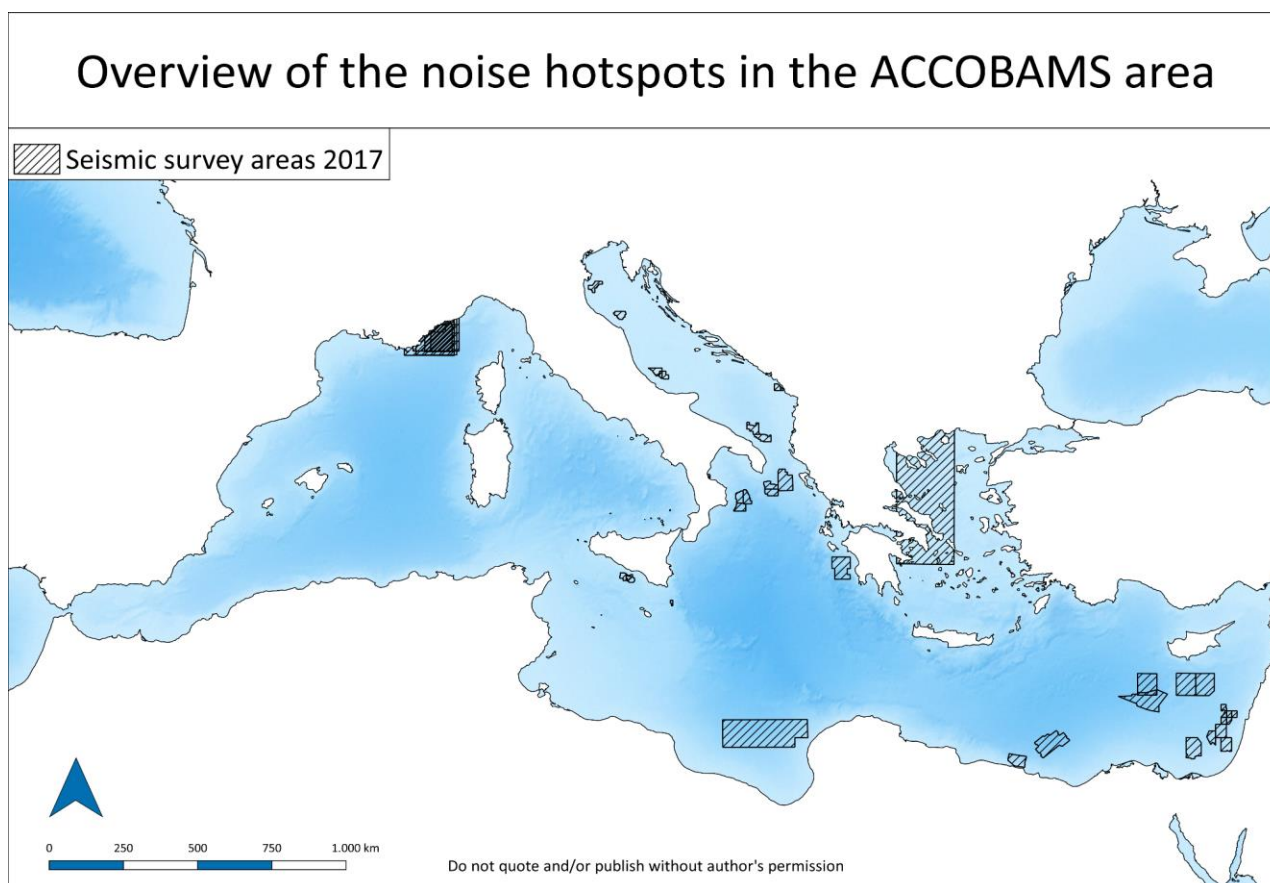 Overview of the noise hotspots in the ACCOBAMS area
Seismic survey areas 2017
0 250 500 750 1.000 km
Do not quote and/or publish without author's permission